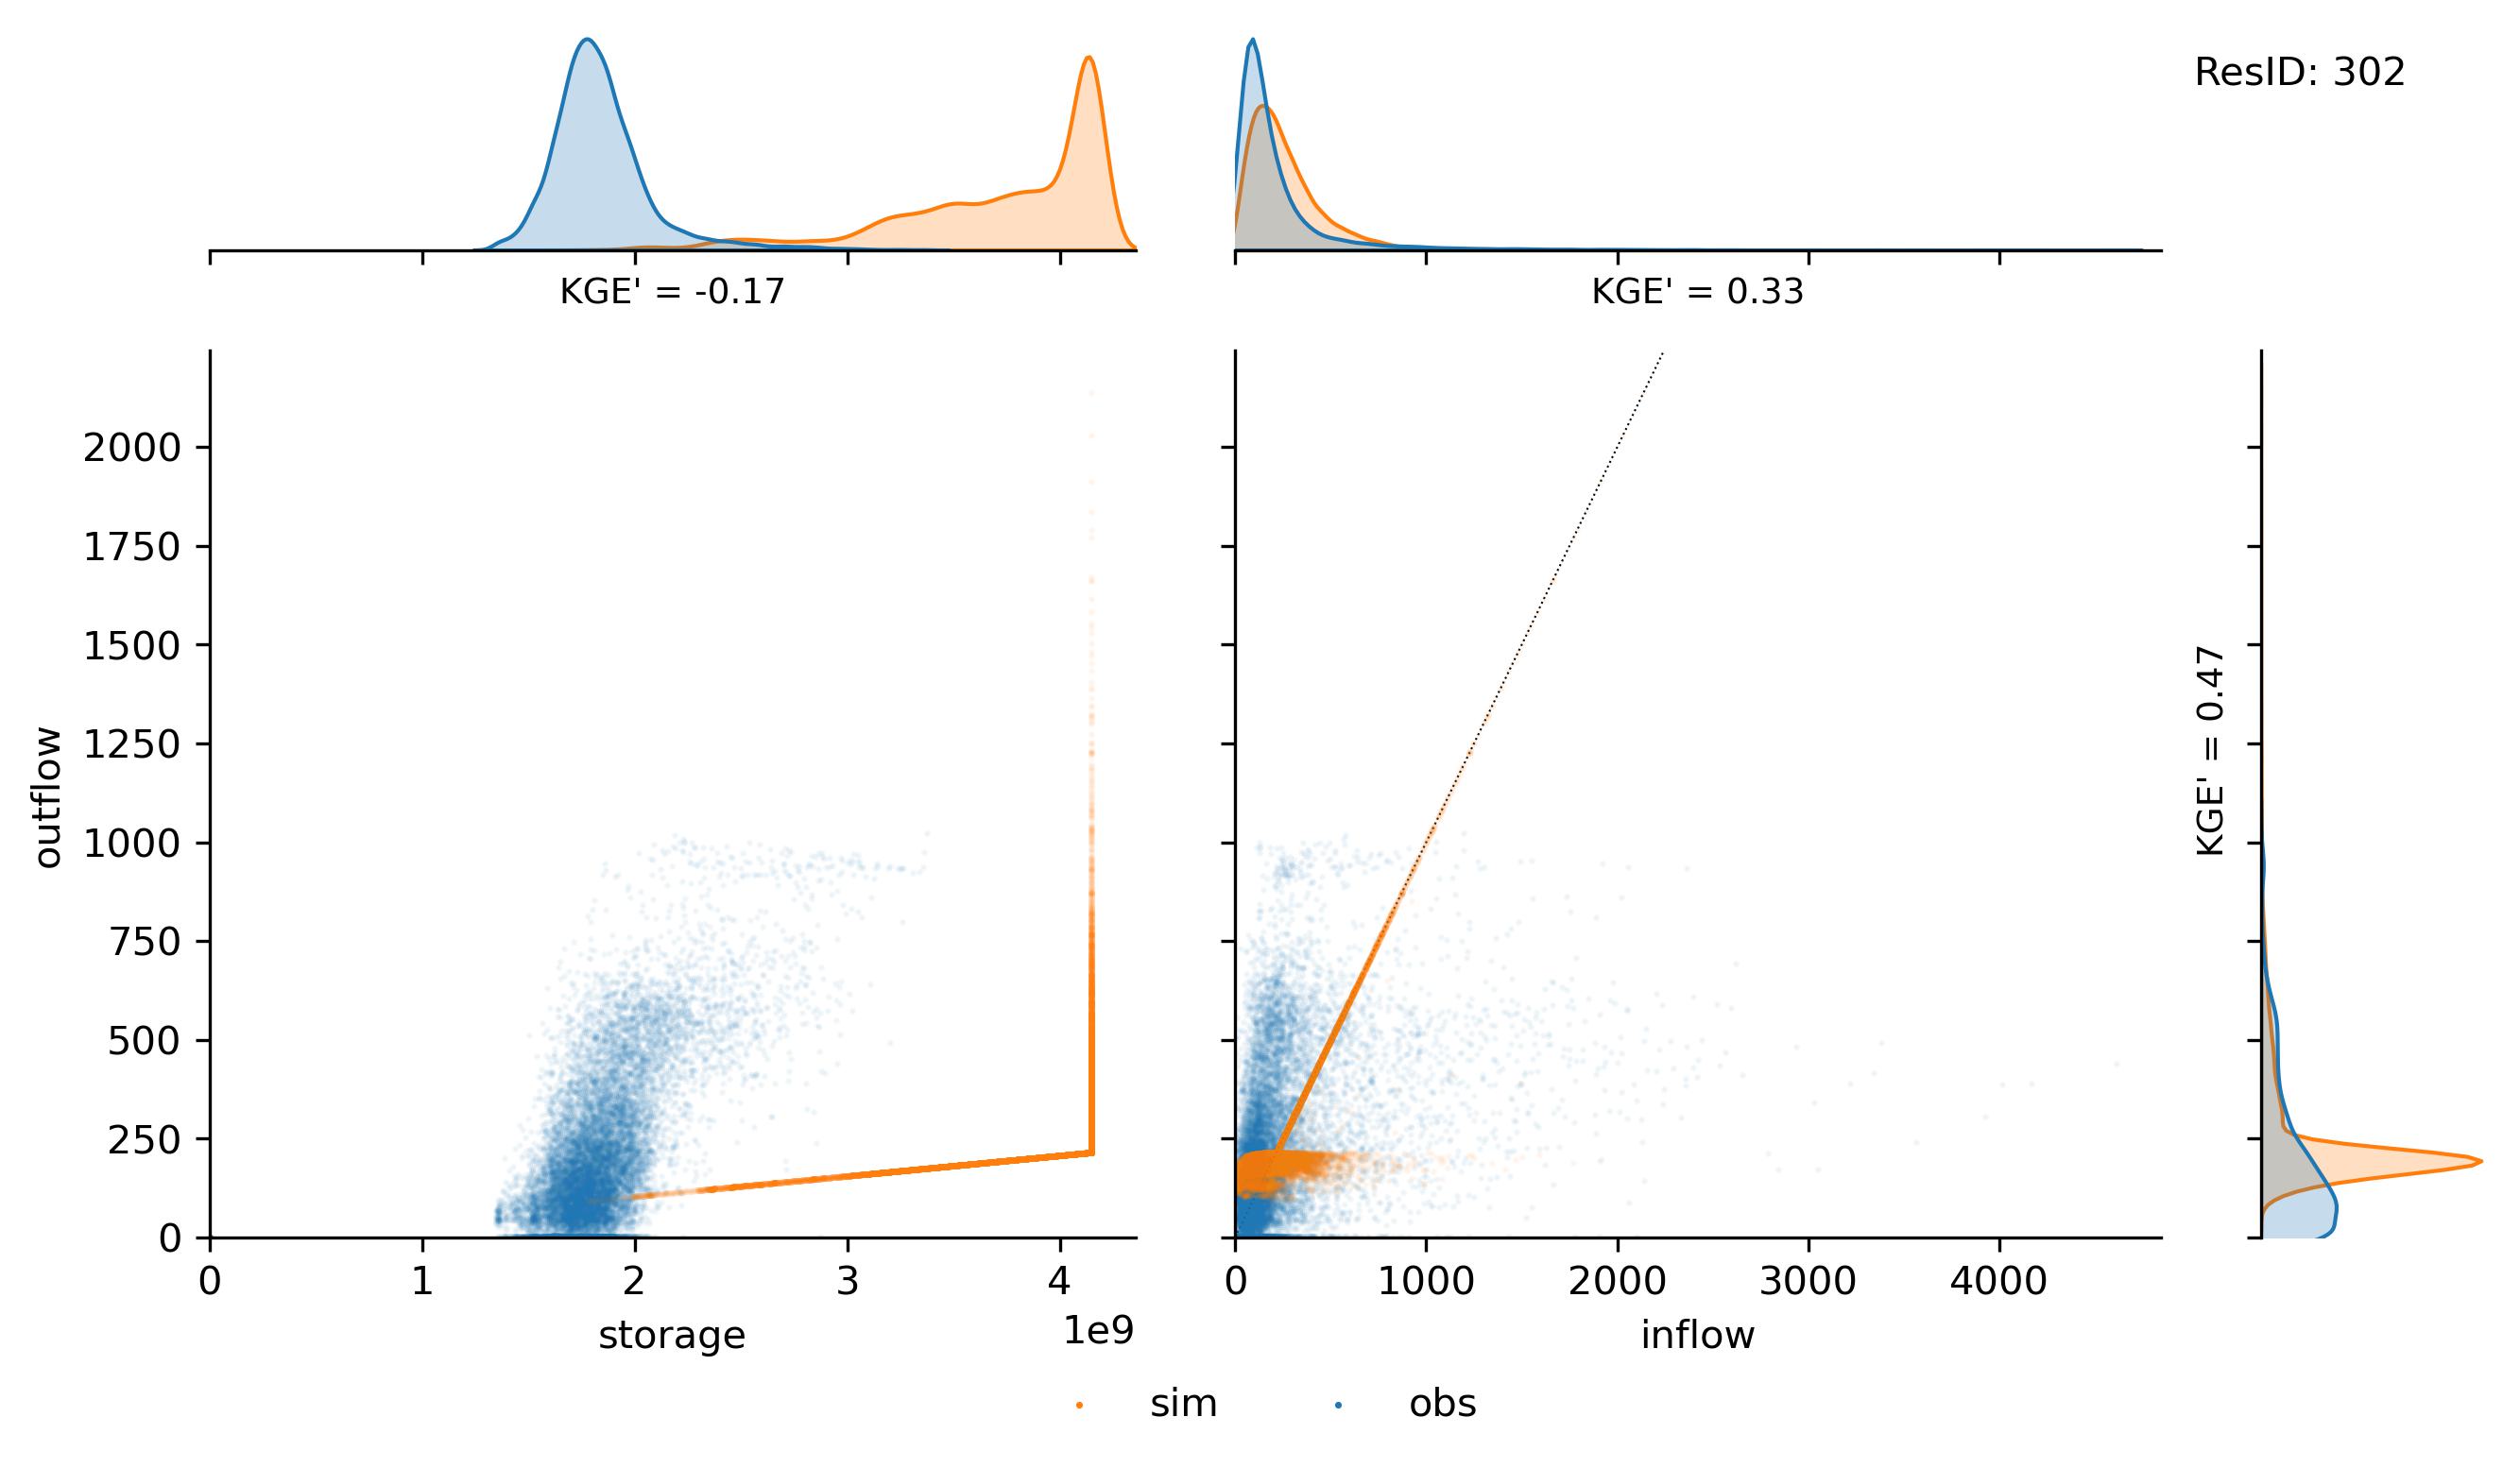 ResID: 302
KGE' = -0.17
KGE' = 0.33
outflow
2000
1750
1500
1250
1000
750
500
250
0
KGE' = 0.47
0 1 2 3 4
1e9
storage
0 1000 2000 3000 4000
inflow
sim obs